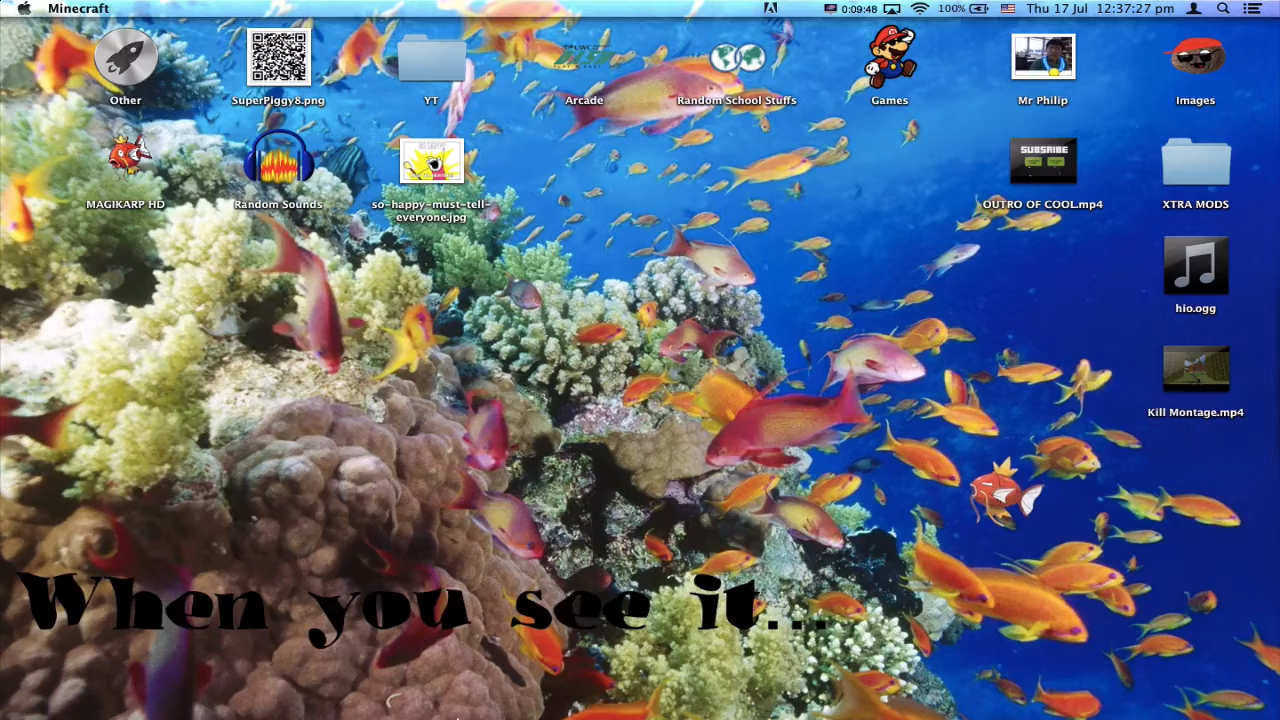 Minecraft
0:09:48
100%
Thu 17 Jul 12:37:27 pm
Other
SuperPiggy8.png
YT
Arcade
Random School Stuffs
Games
Mr Philip
Images
MAGIKARP HD
Random Sounds
so-happy-must-tell-
everyone.jpg
SUBSRIBE
OUTRO OF COOL.mp4
XTRA MODS
hio.ogg
Kill Montage.mp4
When you see it...